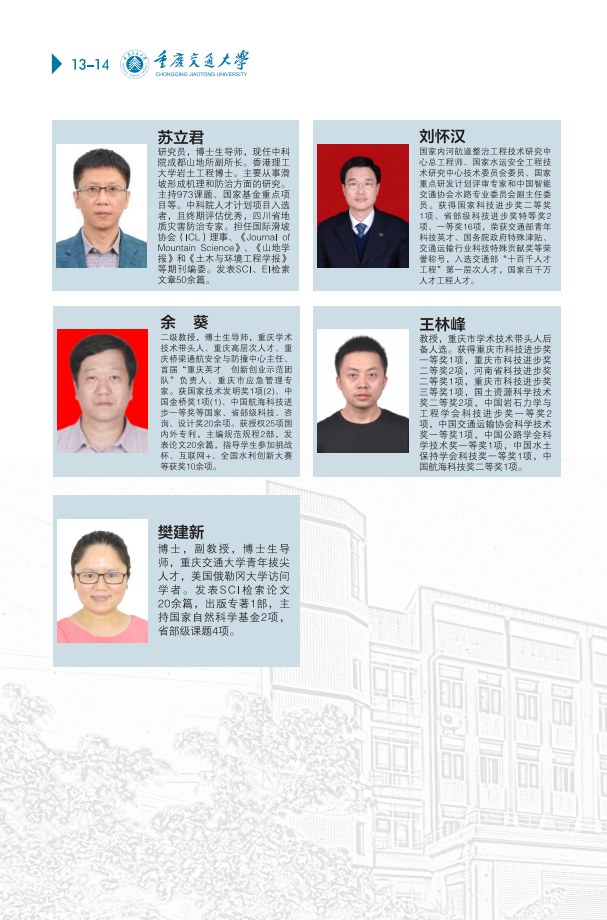 13–14
重庆交通大学
CHONGQING JIAOTONG UNIVERSITY
苏立君
研究员，博士生导师，现任中科
院成都山地所副所长。香港理工
大学岩土工程博士。主要从事滑
坡形成机理和防治方面的研究。
主持973课题、国家基金重点项
目等。中科院人才计划项目入选
者，且终期评估优秀，四川省地
质灾害防治专家。担任国际滑坡
协会（ICL）理事、《Journal of
Mountain Science》、《山地学
报》和《土木与环境工程学报》
等期刊编委。发表SCI、EI检索
文章50余篇。
刘怀汉
国家内河航道整治工程技术研究中
心总工程师、国家水运安全工程技
术研究中心技术委员会委员、国家
重点研发计划评审专家和中国智能
交通协会水路专业委员会副主任委
员。获得国家科技进步奖二等奖
1项、省部级科技进步奖特等奖2
项、一等奖16项，荣获交通部青年
科技英才、国务院政府特殊津贴、
交通运输行业科技特殊贡献奖等荣
誉称号，入选交通部“十百千人才
工程”第一层次人才，国家百千万
人才工程人才。
余　葵
二级教授，博士生导师，重庆学术
技术带头人、重庆高层次人才、重
庆桥梁通航安全与防撞中心主任、
首届“重庆英才　创新创业示范团
队”负责人、重庆市应急管理专
家。获国家技术发明奖1项(2)、中
国金桥奖1项(1)、中国航海科技进
步一等奖等国家、省部级科技、咨
询、设计奖20余项。获授权25项国
内外专利，主编规范规程2部，发
表论文20余篇，指导学生参加挑战
杯、互联网+、全国水利创新大赛
等获奖10余项。
王林峰
教授，重庆市学术技术带头人后
备人选。获得重庆市科技进步奖
一等奖1项，重庆市科技进步奖
二等奖2项，河南省科技进步奖
二等奖1项，重庆市科技进步奖
三等奖1项，国土资源科学技术
奖二等奖2项，中国岩石力学与
工程学会科技进步奖一等奖2
项，中国交通运输协会科学技术
奖一等奖1项，中国公路学会科
学技术奖一等奖1项，中国水土
保持学会科技奖一等奖1项，中
国航海科技奖二等奖1项。
樊建新
博士，副教授，博士生导
师，重庆交通大学青年拔尖
人才，美国俄勒冈大学访问
学者。发表SCI检索论文
20余篇，出版专著1部，主
持国家自然科学基金2项，
省部级课题4项。